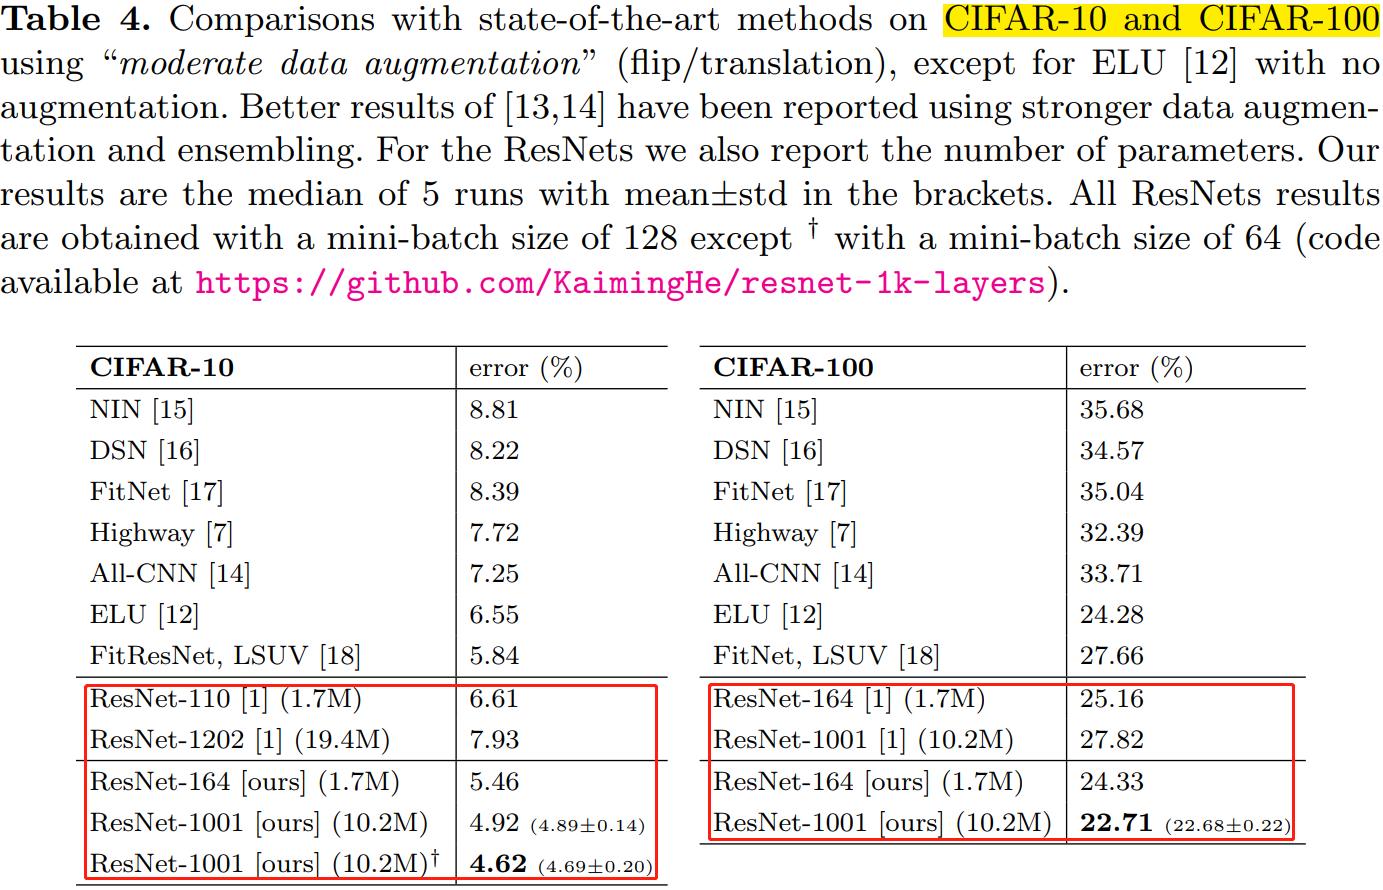 Table 4. Comparisons with state-of-the-art methods on CIFAR-10 and CIFAR-100
using “moderate data augmentation” (flip/translation), except for ELU [12] with no
augmentation. Better results of [13,14] have been reported using stronger data augmen-
tation and ensembling. For the ResNets we also report the number of parameters. Our
results are the median of 5 runs with mean±std in the brackets. All ResNets results
are obtained with a mini-batch size of 128 except † with a mini-batch size of 64 (code
available at https://github.com/KaimingHe/resnet-1k-layers).
CIFAR-10 error (%)
NIN [15] 8.81
DSN [16] 8.22
FitNet [17] 8.39
Highway [7] 7.72
All-CNN [14] 7.25
ELU [12] 6.55
FitResNet, LSUV [18] 5.84
ResNet-110 [1] (1.7M) 6.61
ResNet-1202 [1] (19.4M) 7.93
ResNet-164 [ours] (1.7M) 5.46
ResNet-1001 [ours] (10.2M) 4.92 (4.89±0.14)
ResNet-1001 [ours] (10.2M)† 4.62 (4.69±0.20)
CIFAR-100 error (%)
NIN [15] 35.68
DSN [16] 34.57
FitNet [17] 35.04
Highway [7] 32.39
All-CNN [14] 33.71
ELU [12] 24.28
FitNet, LSUV [18] 27.66
ResNet-164 [1] (1.7M) 25.16
ResNet-1001 [1] (10.2M) 27.82
ResNet-164 [ours] (1.7M) 24.33
ResNet-1001 [ours] (10.2M) 22.71 (22.68±0.22)